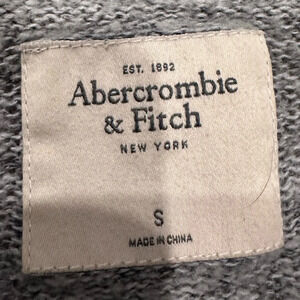 EST. 1892
Abercrombie
& Fitch
NEW YORK
S
MADE IN CHINA